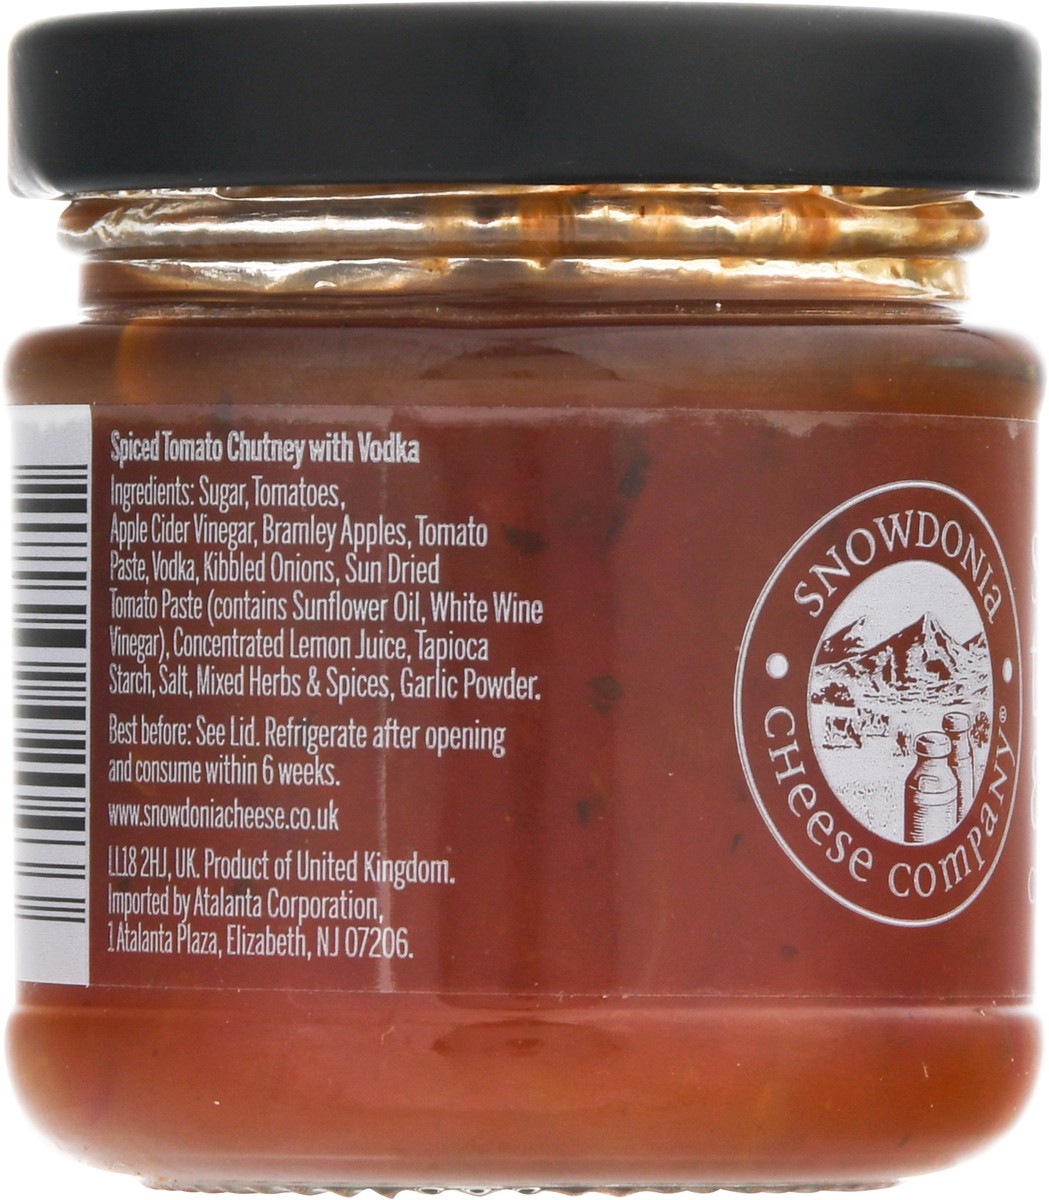 Spiced Tomato Chutney with Vodka
Ingredients: Sugar, Tomatoes,
Apple Cider Vinegar, Bramley Apples, Tomato
Paste, Vodka, Kibbled Onions, Sun Dried
Tomato Paste (contains Sunflower Oil, White Wine
Vinegar), Concentrated Lemon Juice, Tapioca
Starch, Salt, Mixed Herbs & Spices, Garlic Powder.
Best before: See Lid. Refrigerate after opening
and consume within 6 weeks.
www.snowdoniacheese.co.uk
LL18 2HJ, UK. Product of United Kingdom.
Imported by Atalanta Corporation,
1 Atalanta Plaza, Elizabeth, NJ 07206.
SNOWDONIA
CHEESE COMPANY®